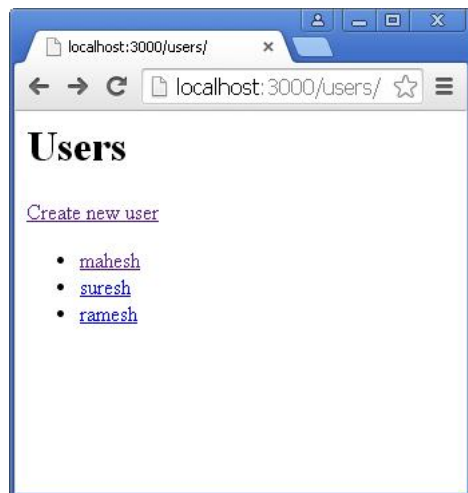 localhost:3000/users/
localhost:3000/users/
Users
Create new user
mahesh
suresh
ramesh